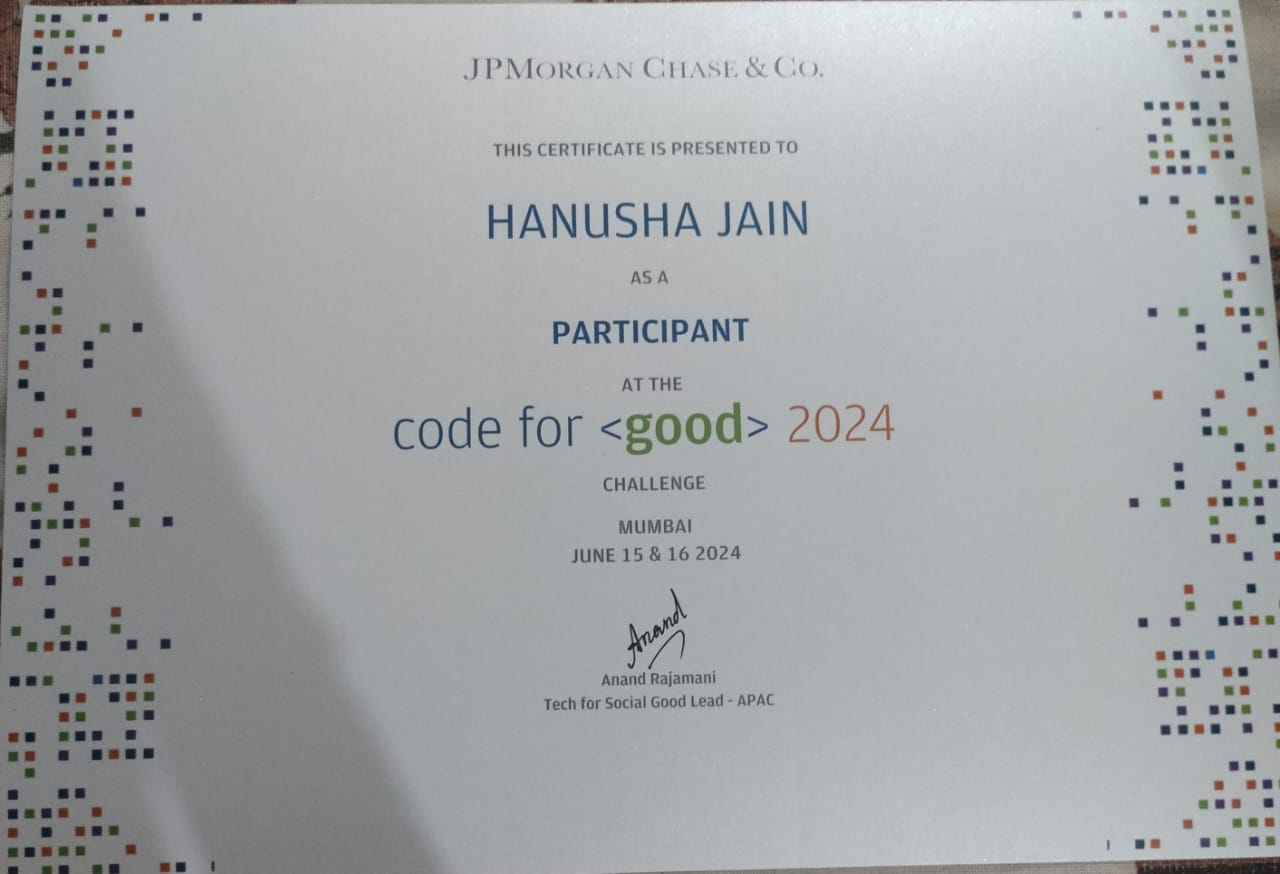 JPMORGAN CHASE & CO.
THIS CERTIFICATE IS PRESENTED TO
HANUSHA JAIN
AS A
PARTICIPANT
AT THE
code for <good> 2024
CHALLENGE
MUMBAI
JUNE 15 & 16 2024
Anand
Anand Rajamani
Tech for Social Good Lead - APAC